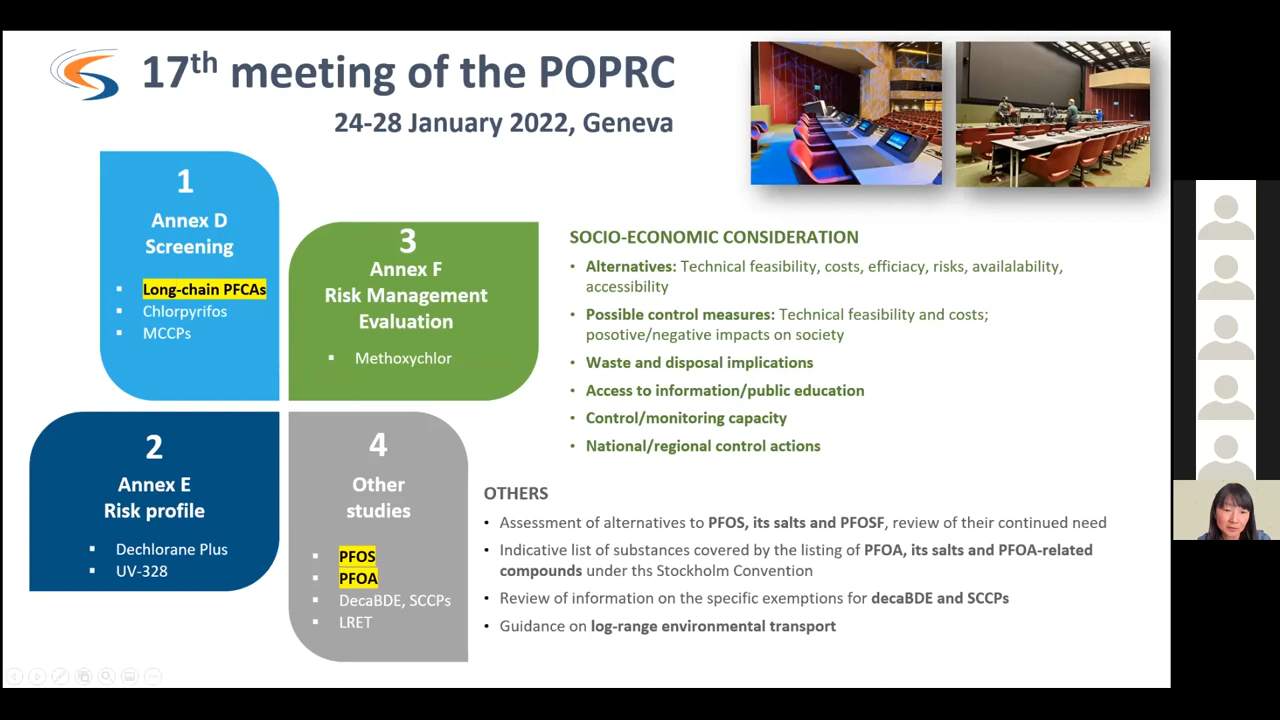 17th meeting of the POPRC
24-28 January 2022, Geneva
1
Annex D
Screening
▪ Long-chain PFCAs
▪ Chlorpyrifos
▪ MCCPs
3
Annex F
Risk Management
Evaluation
▪ Methoxychlor
2
Annex E
Risk profile
▪ Dechlorane Plus
▪ UV-328
4
Other
studies
▪ PFOS
▪ PFOA
▪ DecaBDE, SCCPs
▪ LRET
SOCIO-ECONOMIC CONSIDERATION
• Alternatives: Technical feasibility, costs, efficiacy, risks, availalability,
accessibility
• Possible control measures: Technical feasibility and costs;
posotive/negative impacts on society
• Waste and disposal implications
• Access to information/public education
• Control/monitoring capacity
• National/regional control actions
OTHERS
• Assessment of alternatives to PFOS, its salts and PFOSF, review of their continued need
• Indicative list of substances covered by the listing of PFOA, its salts and PFOA-related
compounds under ths Stockholm Convention
• Review of information on the specific exemptions for decaBDE and SCCPs
• Guidance on log-range environmental transport